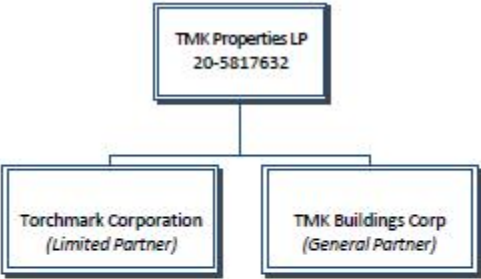 TMK Properties LP
20-5817632
Torchmark Corporation
(Limited Partner)
TMK Buildings Corp
(General Partner)